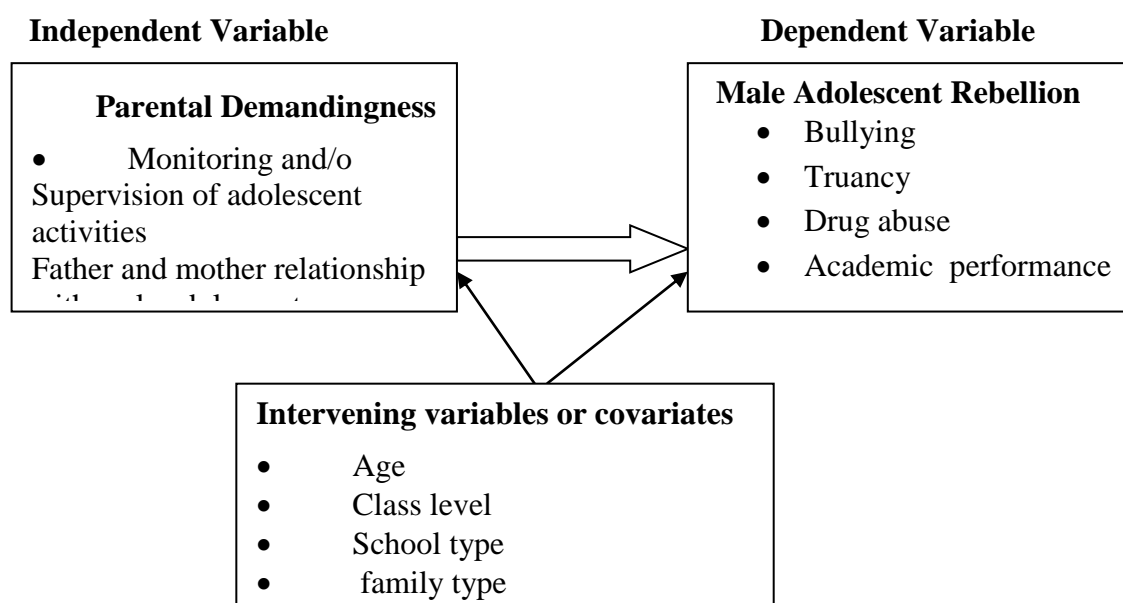 Independent Variable
Dependent Variable
Parental Demandingness
• Monitoring and/o
Supervision of adolescent
activities
Father and mother relationship
Male Adolescent Rebellion
• Bullying
• Truancy
• Drug abuse
• Academic performance
Intervening variables or covariates
• Age
• Class level
• School type
• family type